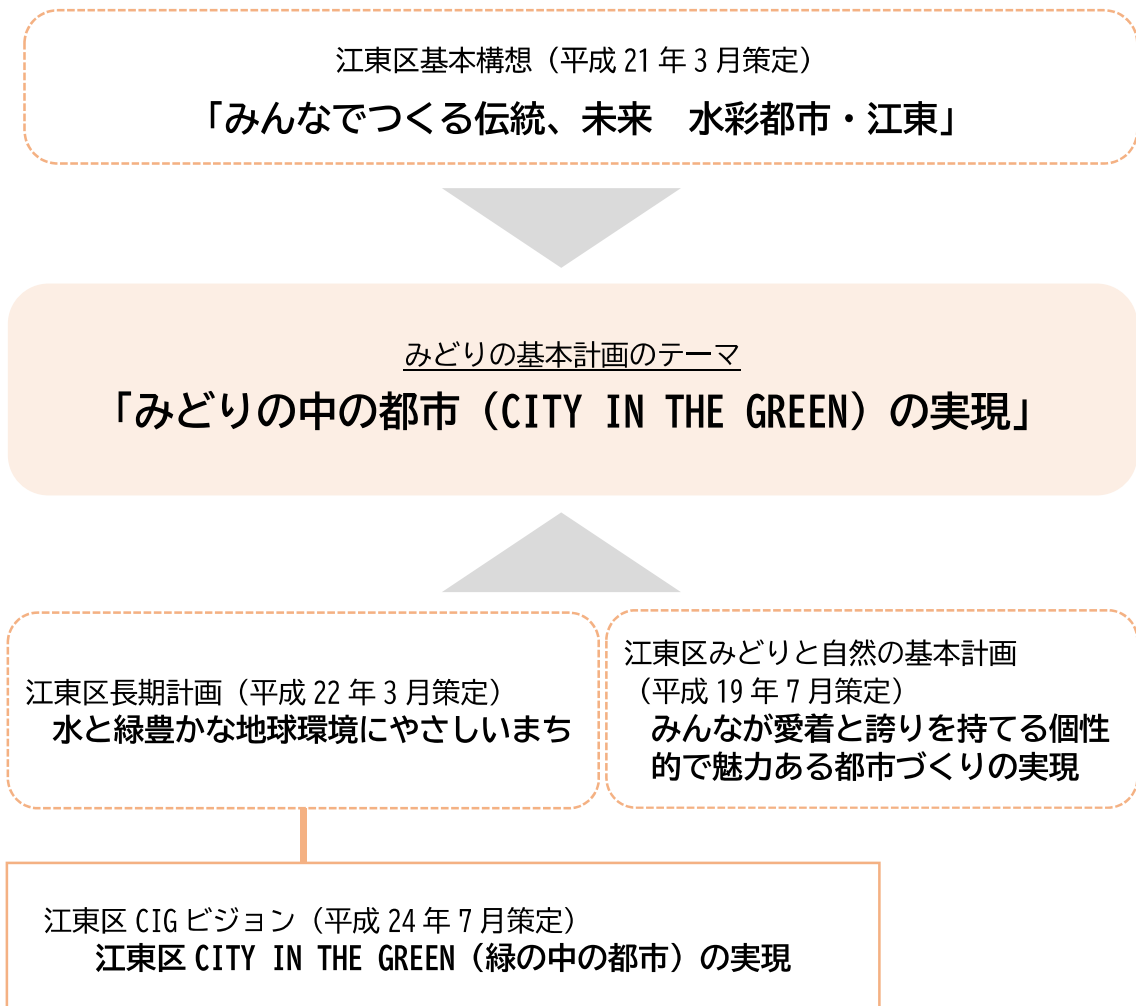 江東区基本構想（平成 21 年 3 月策定）
「みんなでつくる伝統、未来　水彩都市・江東」
みどりの基本計画のテーマ
「みどりの中の都市（CITY IN THE GREEN）の実現」
江東区長期計画（平成 22 年 3 月策定）
水と緑豊かな地球環境にやさしいまち
江東区みどりと自然の基本計画
（平成 19 年 7 月策定）
みんなが愛着と誇りを持てる個性
的で魅力ある都市づくりの実現
江東区 CIG ビジョン（平成 24 年 7 月策定）
江東区 CITY IN THE GREEN（緑の中の都市）の実現